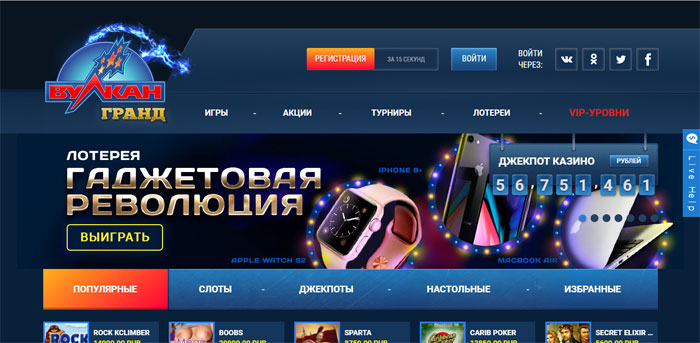 ВУЛКАН
ГРАНД
РЕГИСТРАЦИЯ
ЗА 15 СЕКУНД
ВОЙТИ
ВОЙТИ
ЧЕРЕЗ:
ИГРЫ - АКЦИИ - ТУРНИРЫ - ЛОТЕРЕИ - VIP-УРОВНИ
ЛОТЕРЕЯ
ГАДЖЕТОВАЯ
РЕВОЛЮЦИЯ
ВЫИГРАТЬ
IPHONE 8+
APPLE WATCH S2
MACBOOK AIR
ДЖЕКПОТ КАЗИНО
РУБЛЕЙ
56,751,461
Live Help
ПОПУЛЯРНЫЕ
СЛОТЫ
ДЖЕКПОТЫ
НАСТОЛЬНЫЕ
ИЗБРАННЫЕ
ROCK KCLIMBER
BOOBS
SPARTA
CARIB POKER
SECRET ELIXIR ...